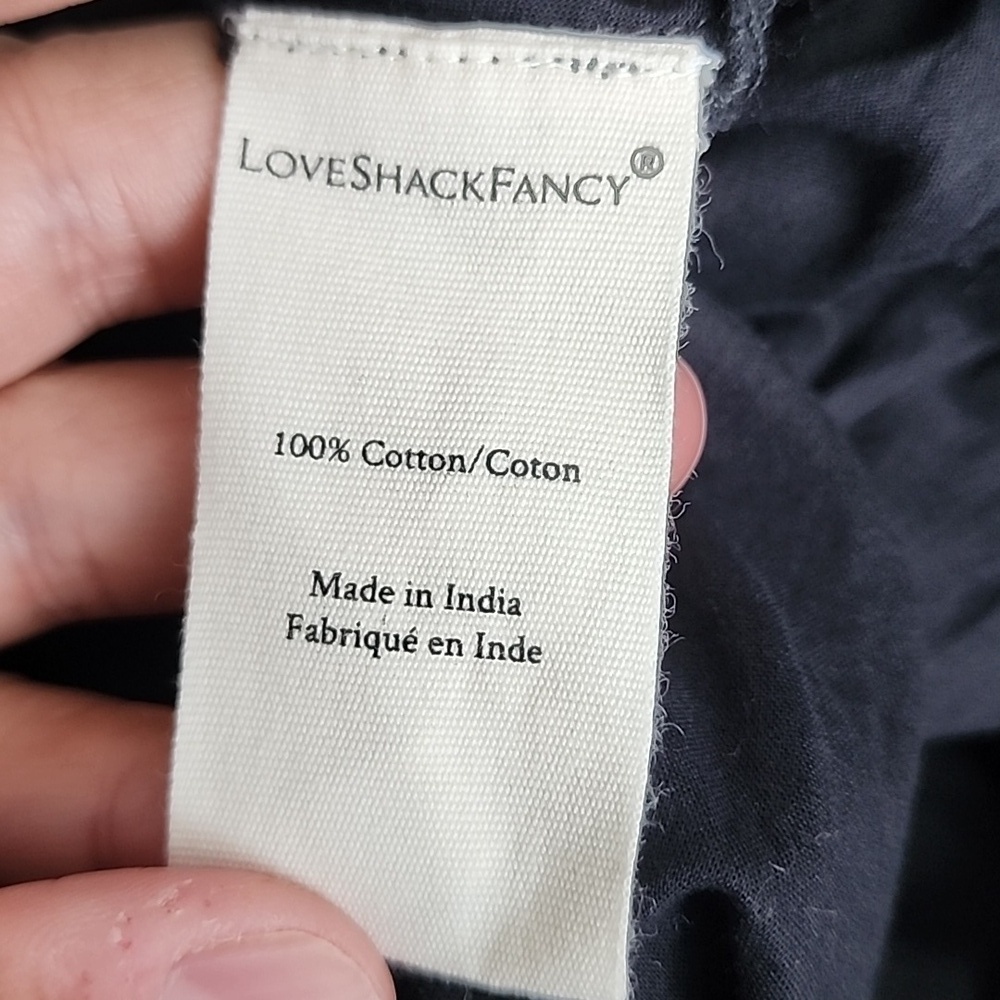 LOVESHACKFANCY®
100% Cotton/Coton
Made in India
Fabriqué en Inde